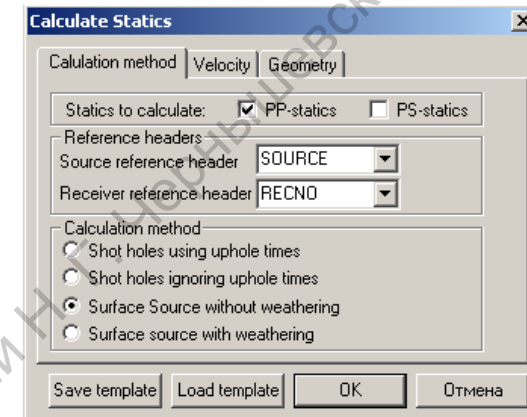 Calculate Statics
Calulation method Velocity Geometry
Statics to calculate: PP-statics PS-statics
Reference headers
Source reference header SOURCE
Receiver reference header RECNO
Calculation method
Shot holes using uphole times
Shot holes ignoring uphole times
Surface Source without weathering
Surface source with weathering
Save template Load template OK Отмена
Н. Г. Чернышевск